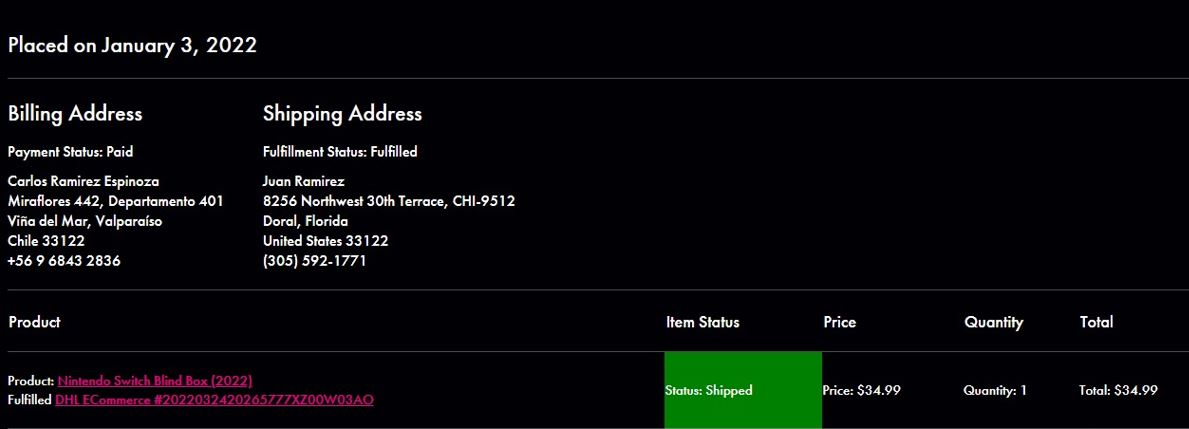 Placed on January 3, 2022
Billing Address
Payment Status: Paid
Carlos Ramirez Espinoza
Miraflores 442, Departamento 401
Viña del Mar, Valparaíso
Chile 33122
+56 9 6843 2836
Shipping Address
Fulfillment Status: Fulfilled
Juan Ramirez
8256 Northwest 30th Terrace, CHI-9512
Doral, Florida
United States 33122
(305) 592-1771
Product Item Status Price Quantity Total
Product: Nintendo Switch Blind Box (2022) Status: Shipped Price: $34.99 Quantity: 1 Total: $34.99
Fulfilled DHL ECommerce #2022032420265777XZ00W03AO